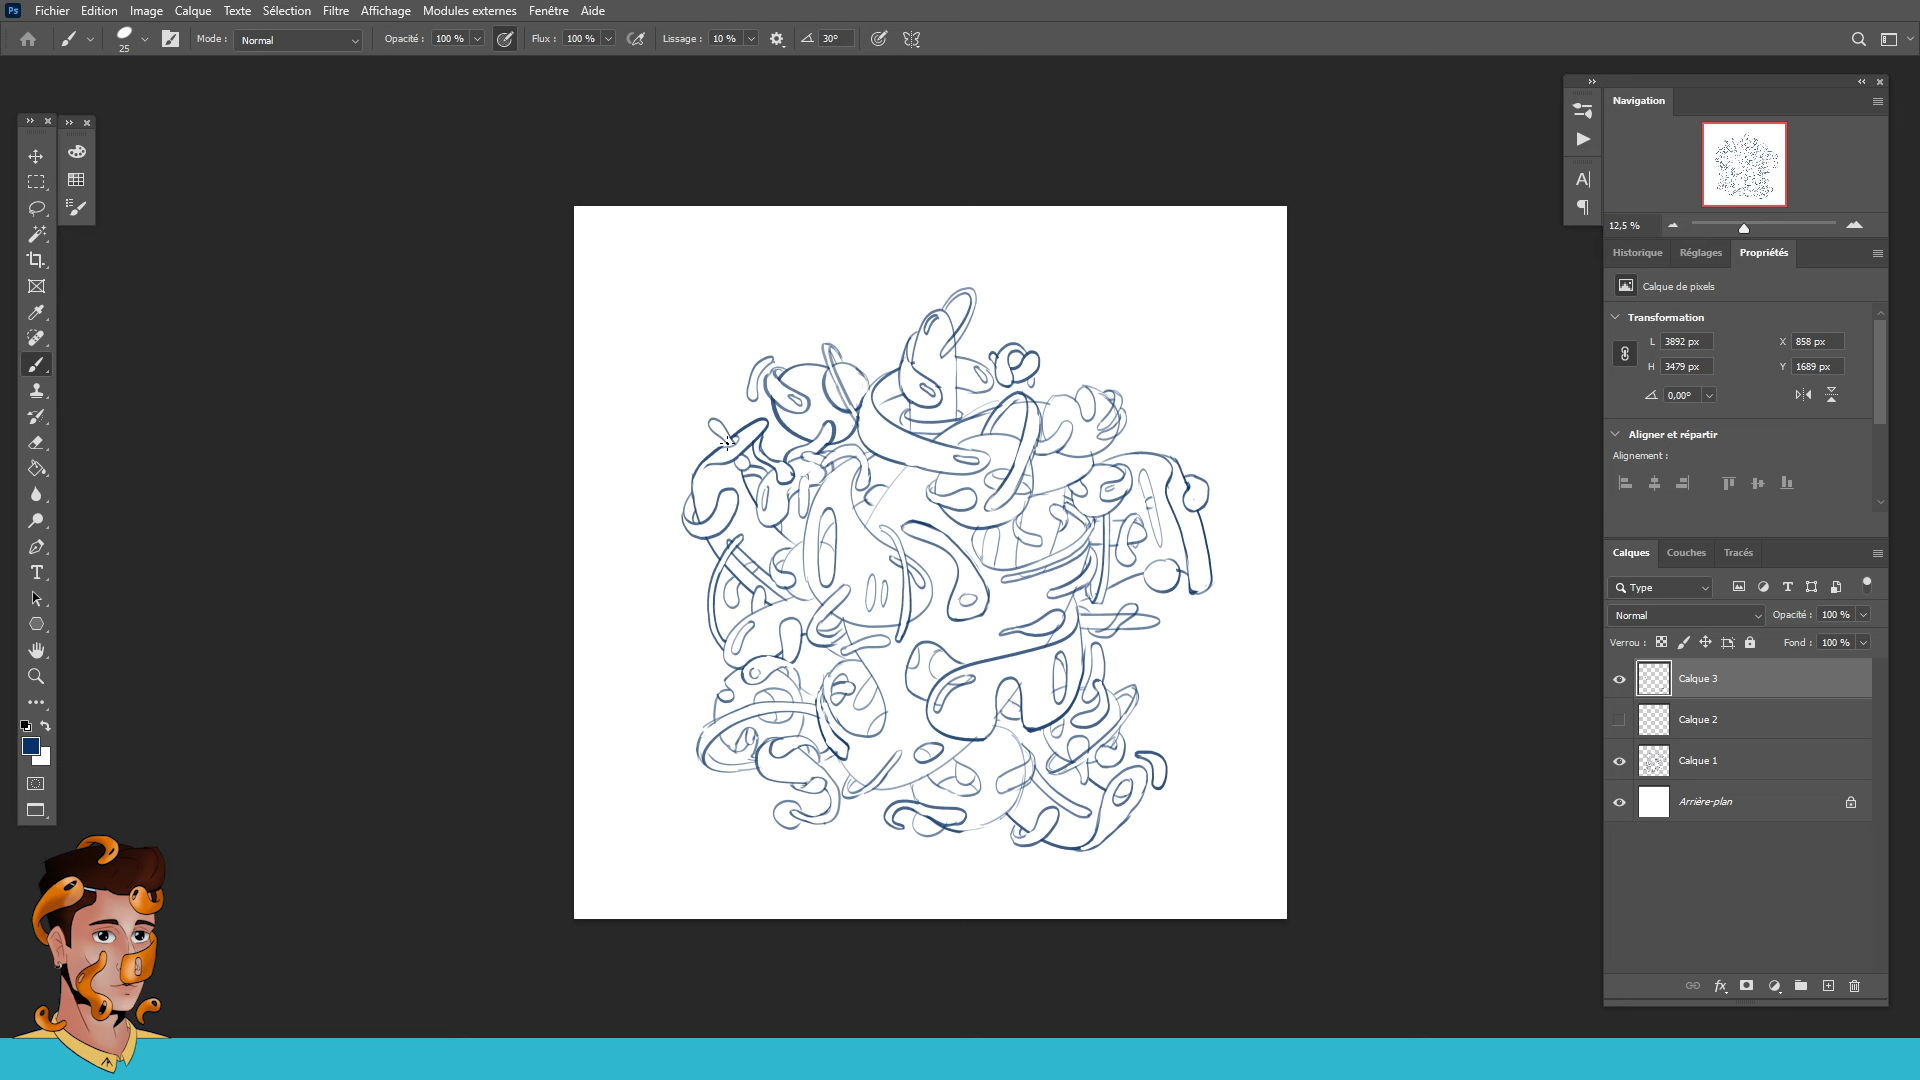 Ps Fichier Edition Image Calque Texte Sélection Filtre Affichage Modules externes Fenêtre Aide
25 Mode : Normal Opacité : 100 % Flux : 100 % Lissage : 10 % 30°
Navigation
12,5 %
Historique Réglages Propriétés
Calque de pixels
Transformation
L 3892 px X 858 px
H 3479 px Y 1689 px
0,00°
Aligner et répartir
Alignement :
Calques Couches Tracés
Type
Normal Opacité : 100 %
Verrou : Fond : 100 %
Calque 3
Calque 2
Calque 1
Arrière-plan
fx